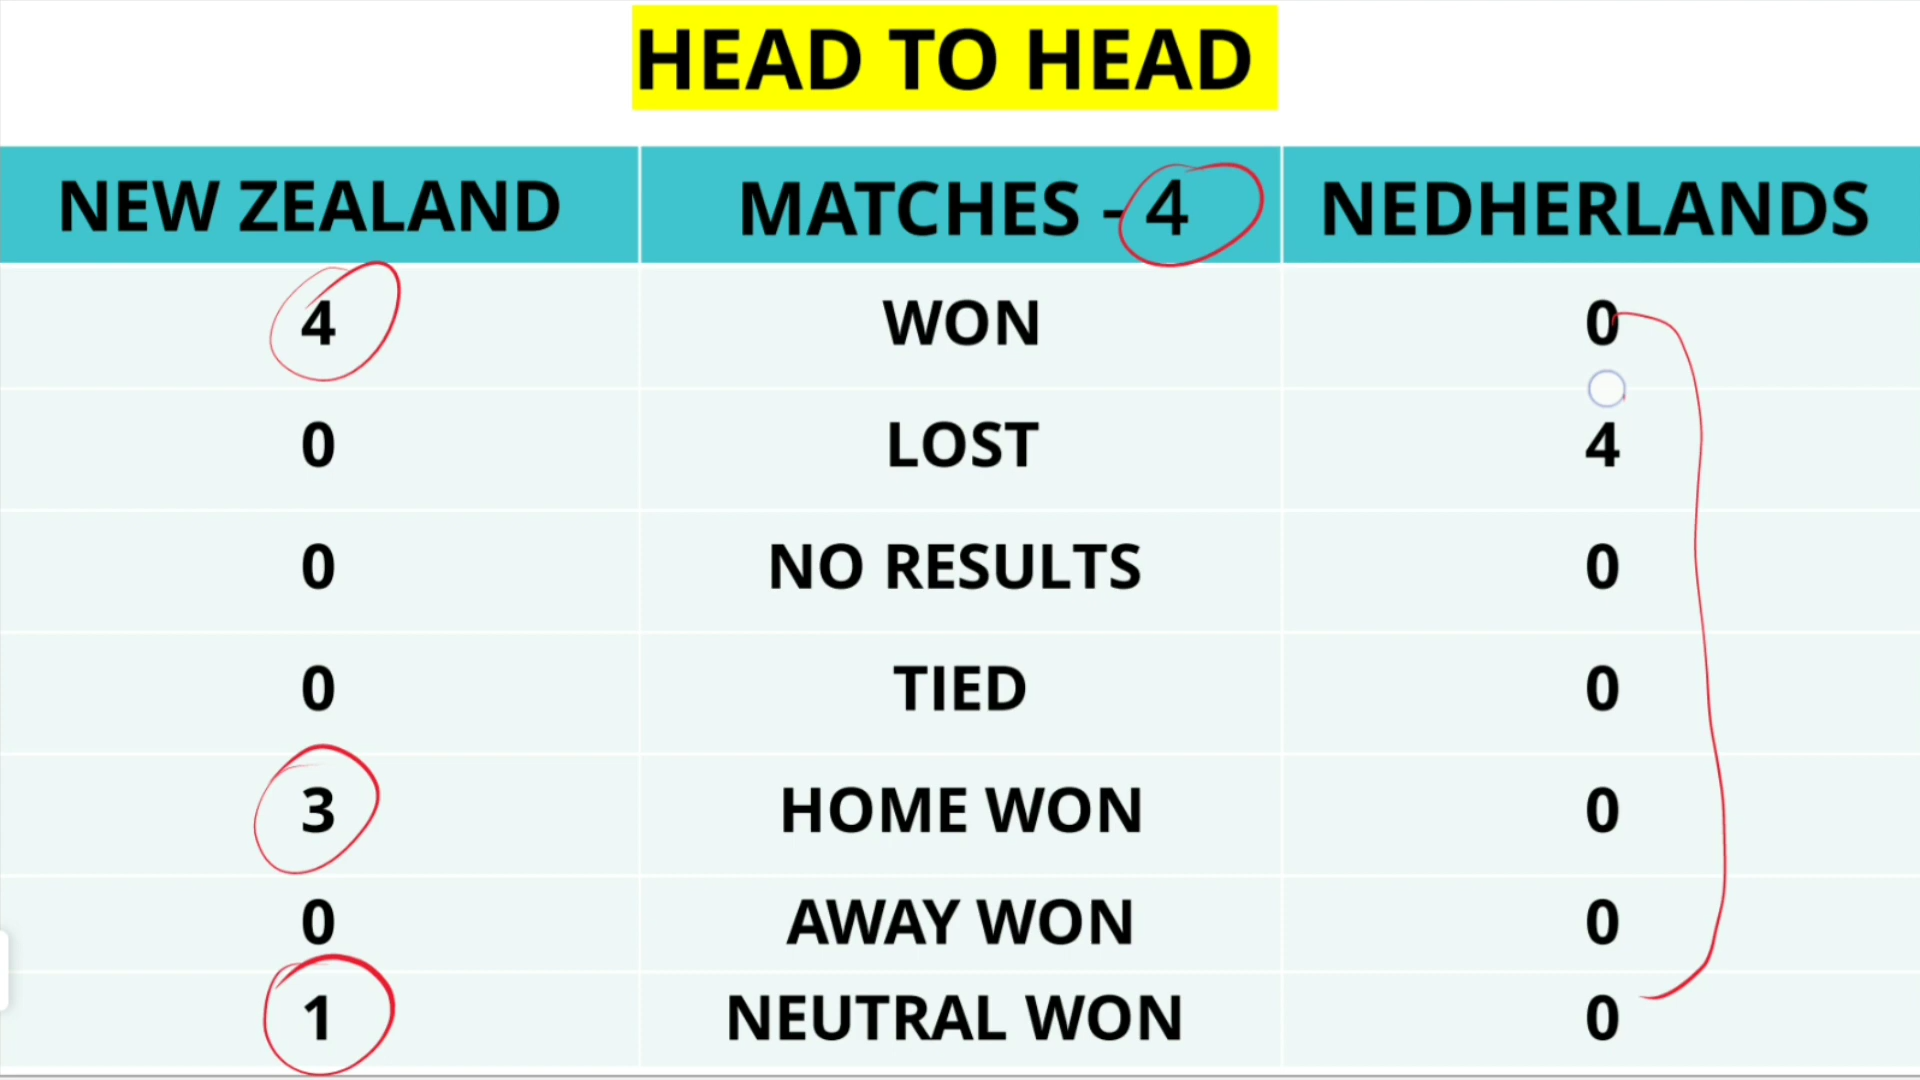 HEAD TO HEAD
NEW ZEALAND MATCHES - 4 NEDHERLANDS
4 WON 0
0 LOST 4
0 NO RESULTS 0
0 TIED 0
3 HOME WON 0
0 AWAY WON 0
1 NEUTRAL WON 0